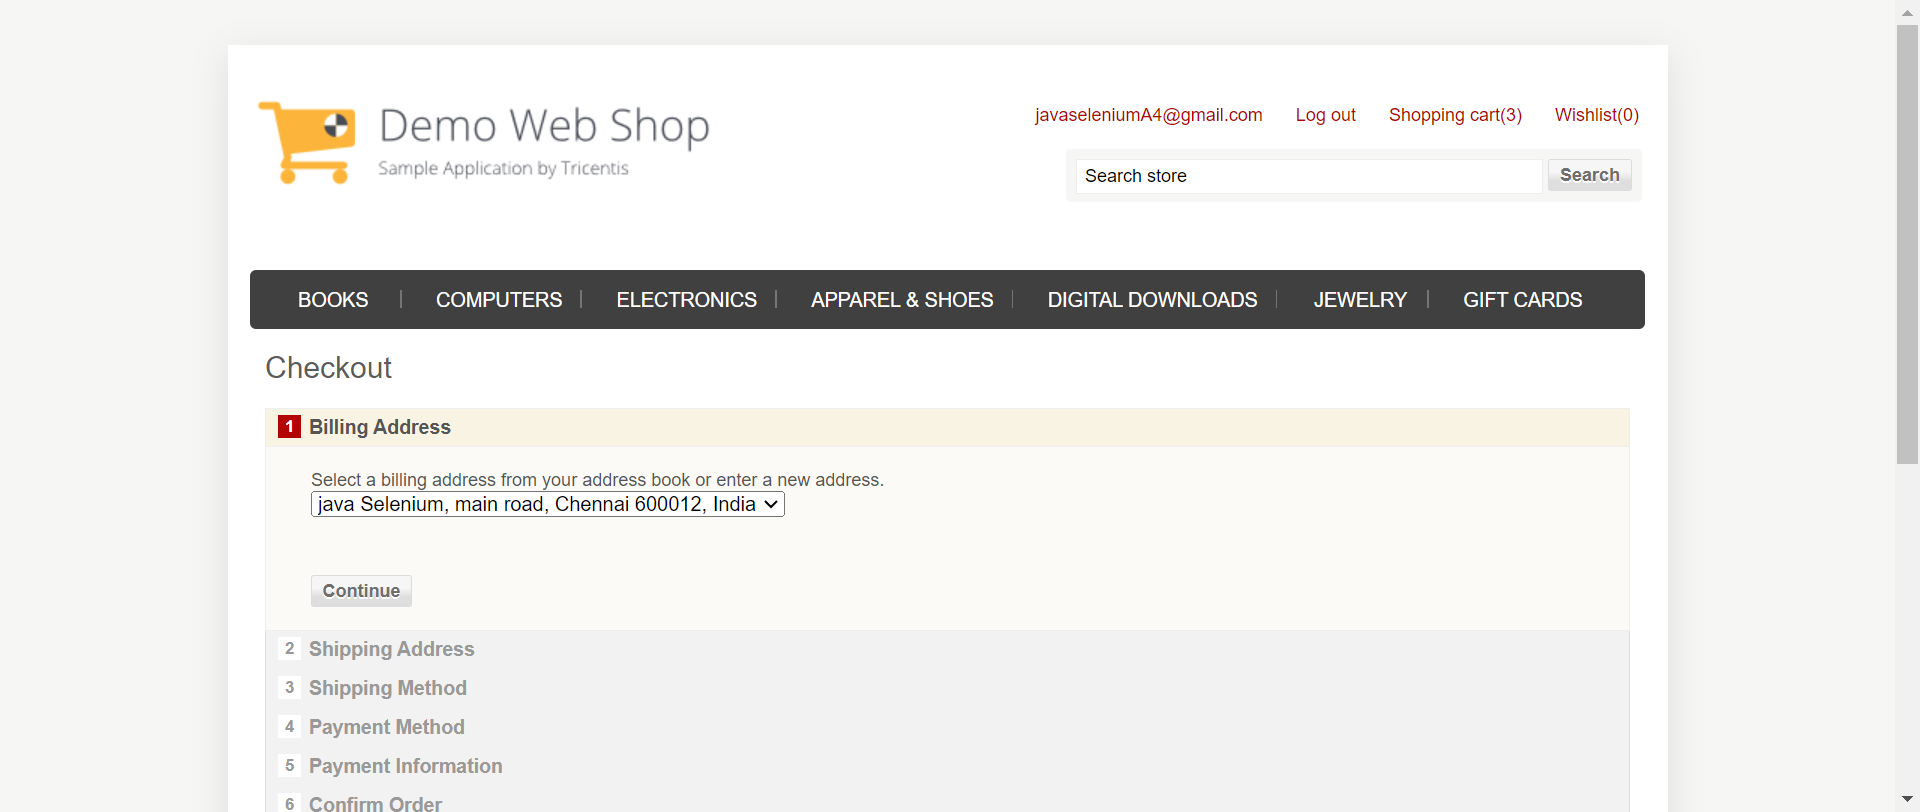 Demo Web Shop
Sample Application by Tricentis
javaseleniumA4@gmail.com Log out Shopping cart(3) Wishlist(0)
Search store Search
BOOKS COMPUTERS ELECTRONICS APPAREL & SHOES DIGITAL DOWNLOADS JEWELRY GIFT CARDS
Checkout
1 Billing Address
Select a billing address from your address book or enter a new address.
java Selenium, main road, Chennai 600012, India
Continue
2 Shipping Address
3 Shipping Method
4 Payment Method
5 Payment Information
6 Confirm Order